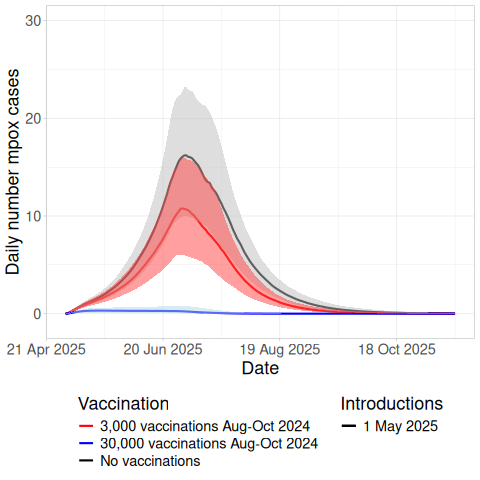 30
20
10
0
Daily number mpox cases
21 Apr 2025 20 Jun 2025 19 Aug 2025 18 Oct 2025
Date
Vaccination
3,000 vaccinations Aug-Oct 2024
30,000 vaccinations Aug-Oct 2024
No vaccinations
Introductions
1 May 2025